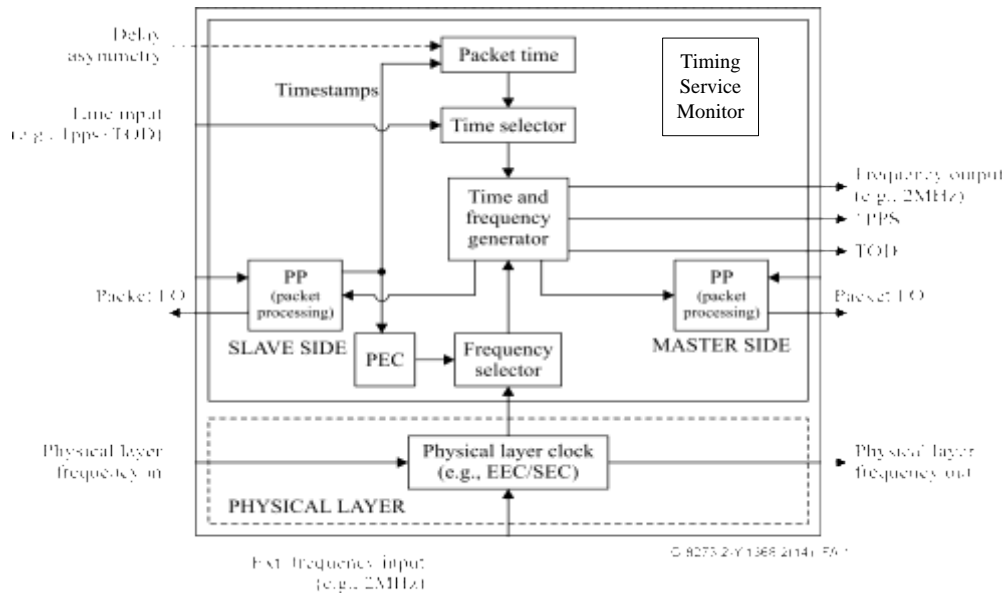 Delay
asymmetry
Packet time
Timing
Service
Monitor
Timestamps
Time input
(e.g., 1pps+TOD)
Time selector
Frequency output
(e.g., 2MHz)
Time and
frequency
generator
1PPS
TOD
PP
(packet
processing)
PP
(packet
processing)
Packet I/O
Packet I/O
SLAVE SIDE
MASTER SIDE
PEC
Frequency
selector
Physical layer
frequency in
Physical layer clock
(e.g., EEC/SEC)
Physical layer
frequency out
PHYSICAL LAYER
Ext. frequency input
(e.g., 2MHz)